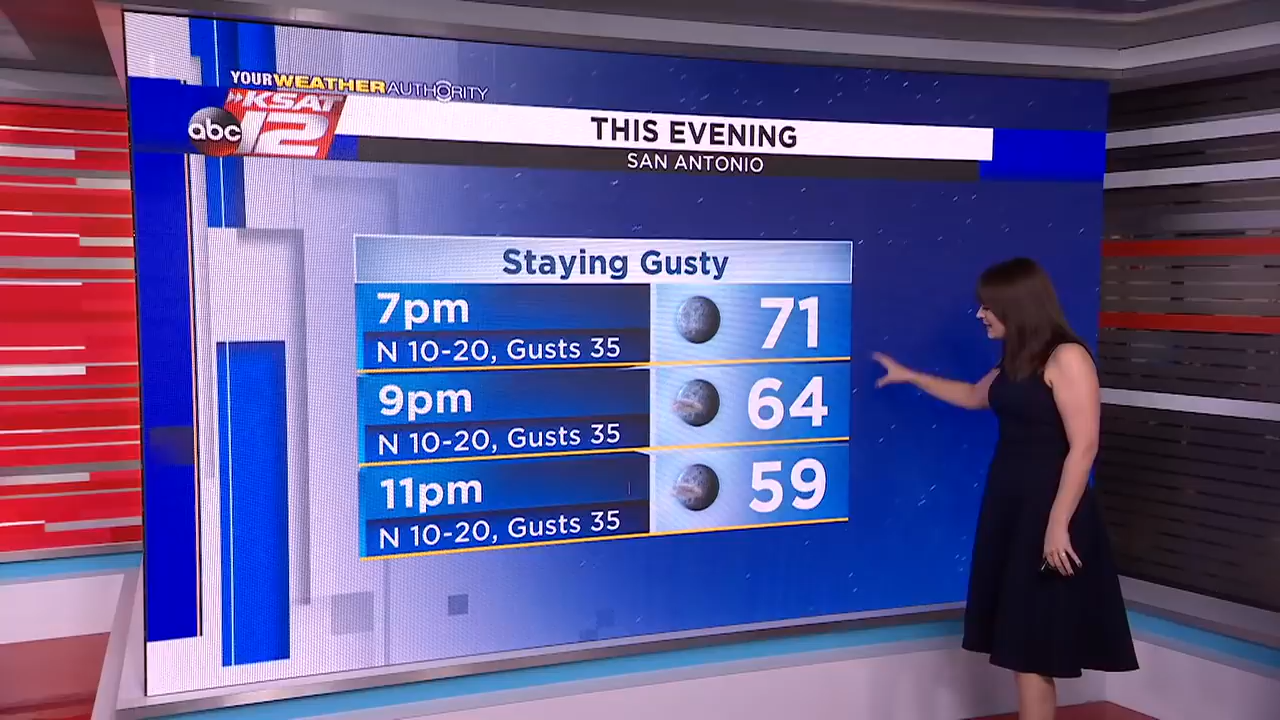 YOUR WEATHER AUTHORITY
KSAT
abc 12
THIS EVENING
SAN ANTONIO
Staying Gusty
7pm 71
N 10-20, Gusts 35
9pm 64
N 10-20, Gusts 35
11pm 59
N 10-20, Gusts 35